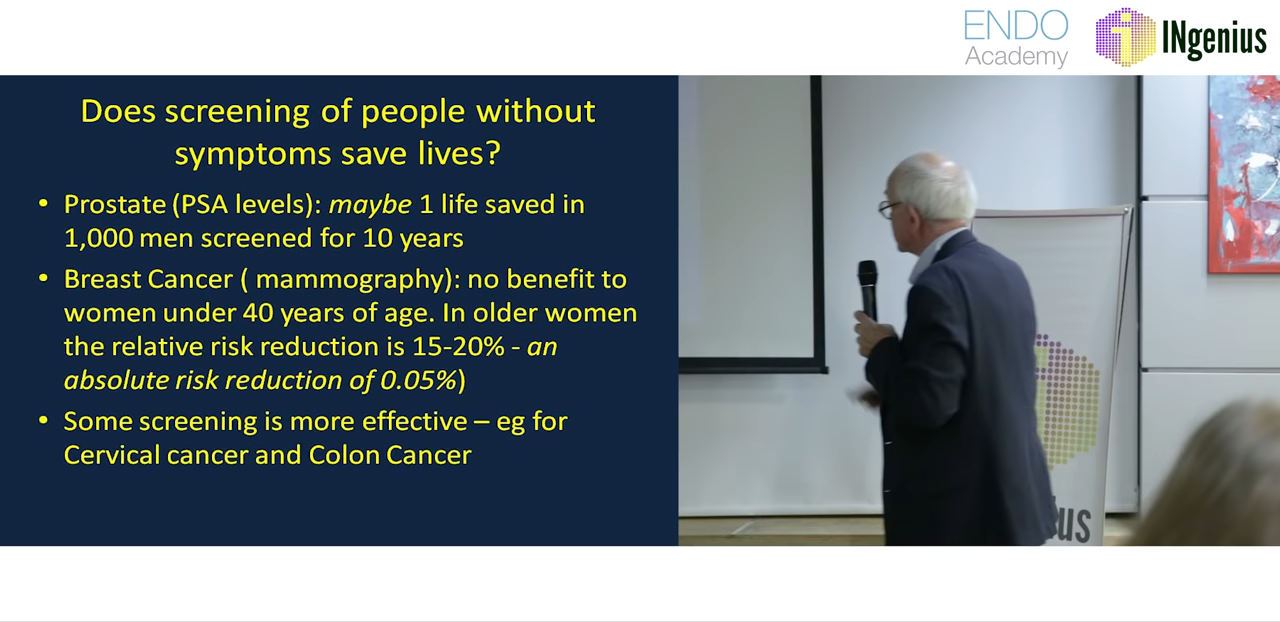 ENDO
Academy
INgenius
Does screening of people without
symptoms save lives?
• Prostate (PSA levels): maybe 1 life saved in
1,000 men screened for 10 years
• Breast Cancer ( mammography): no benefit to
women under 40 years of age. In older women
the relative risk reduction is 15-20% - an
absolute risk reduction of 0.05%)
• Some screening is more effective – eg for
Cervical cancer and Colon Cancer
ius